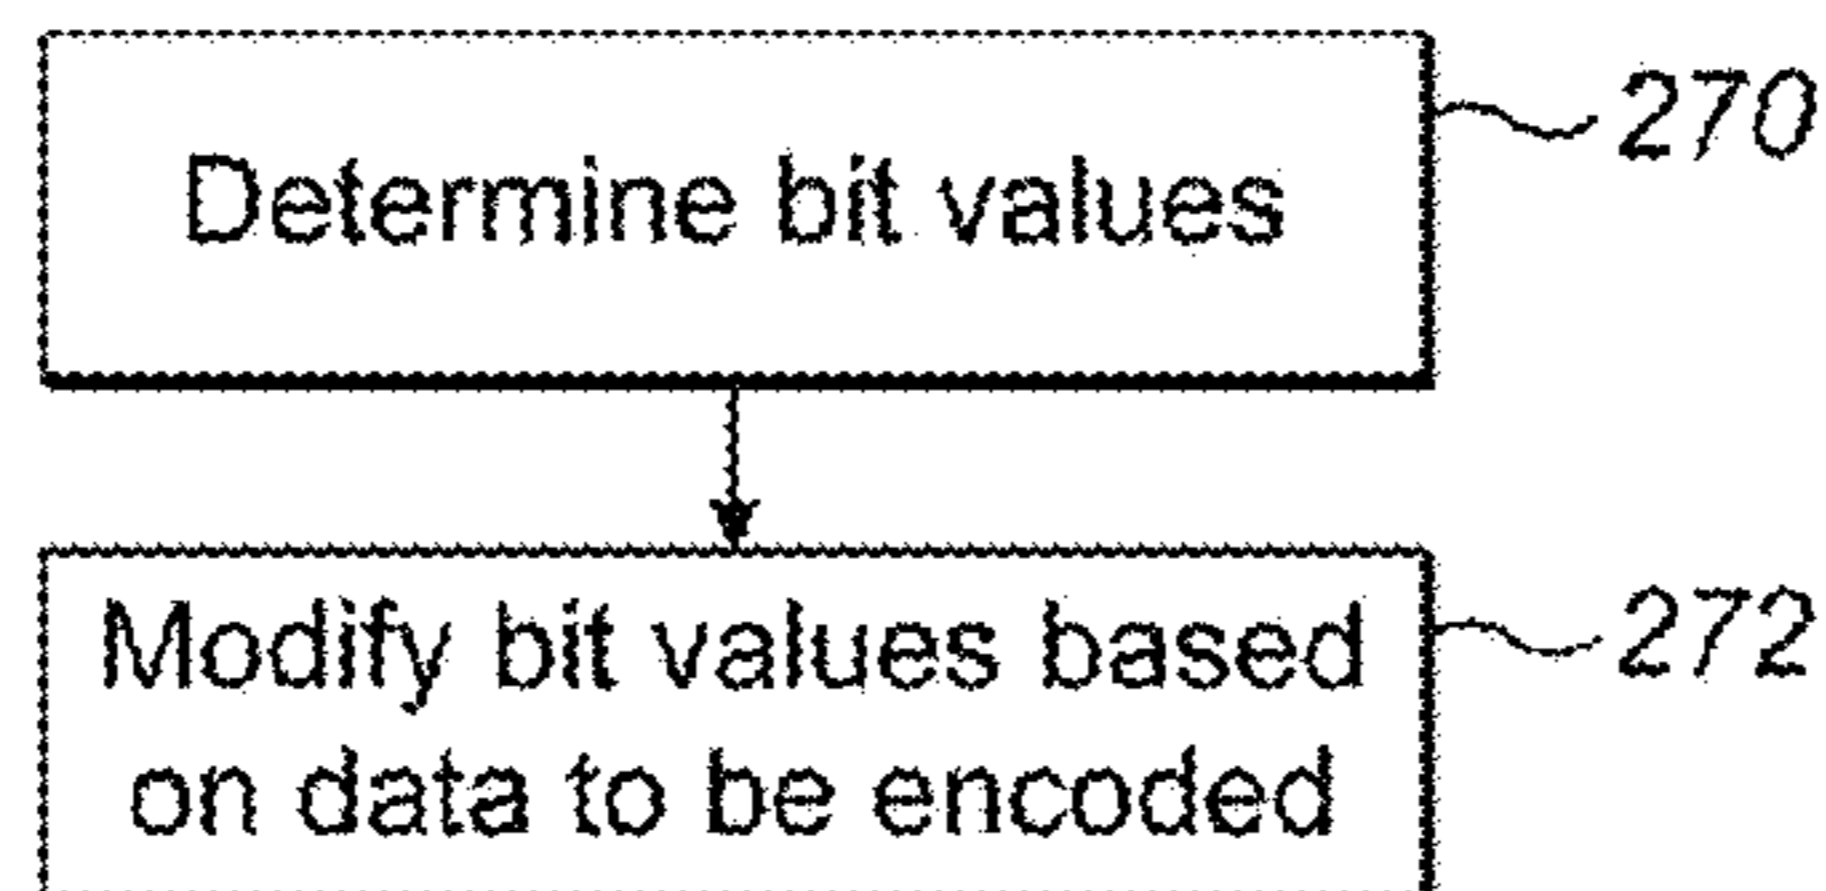 Determine bit values
270
Modify bit values based
on data to be encoded
272